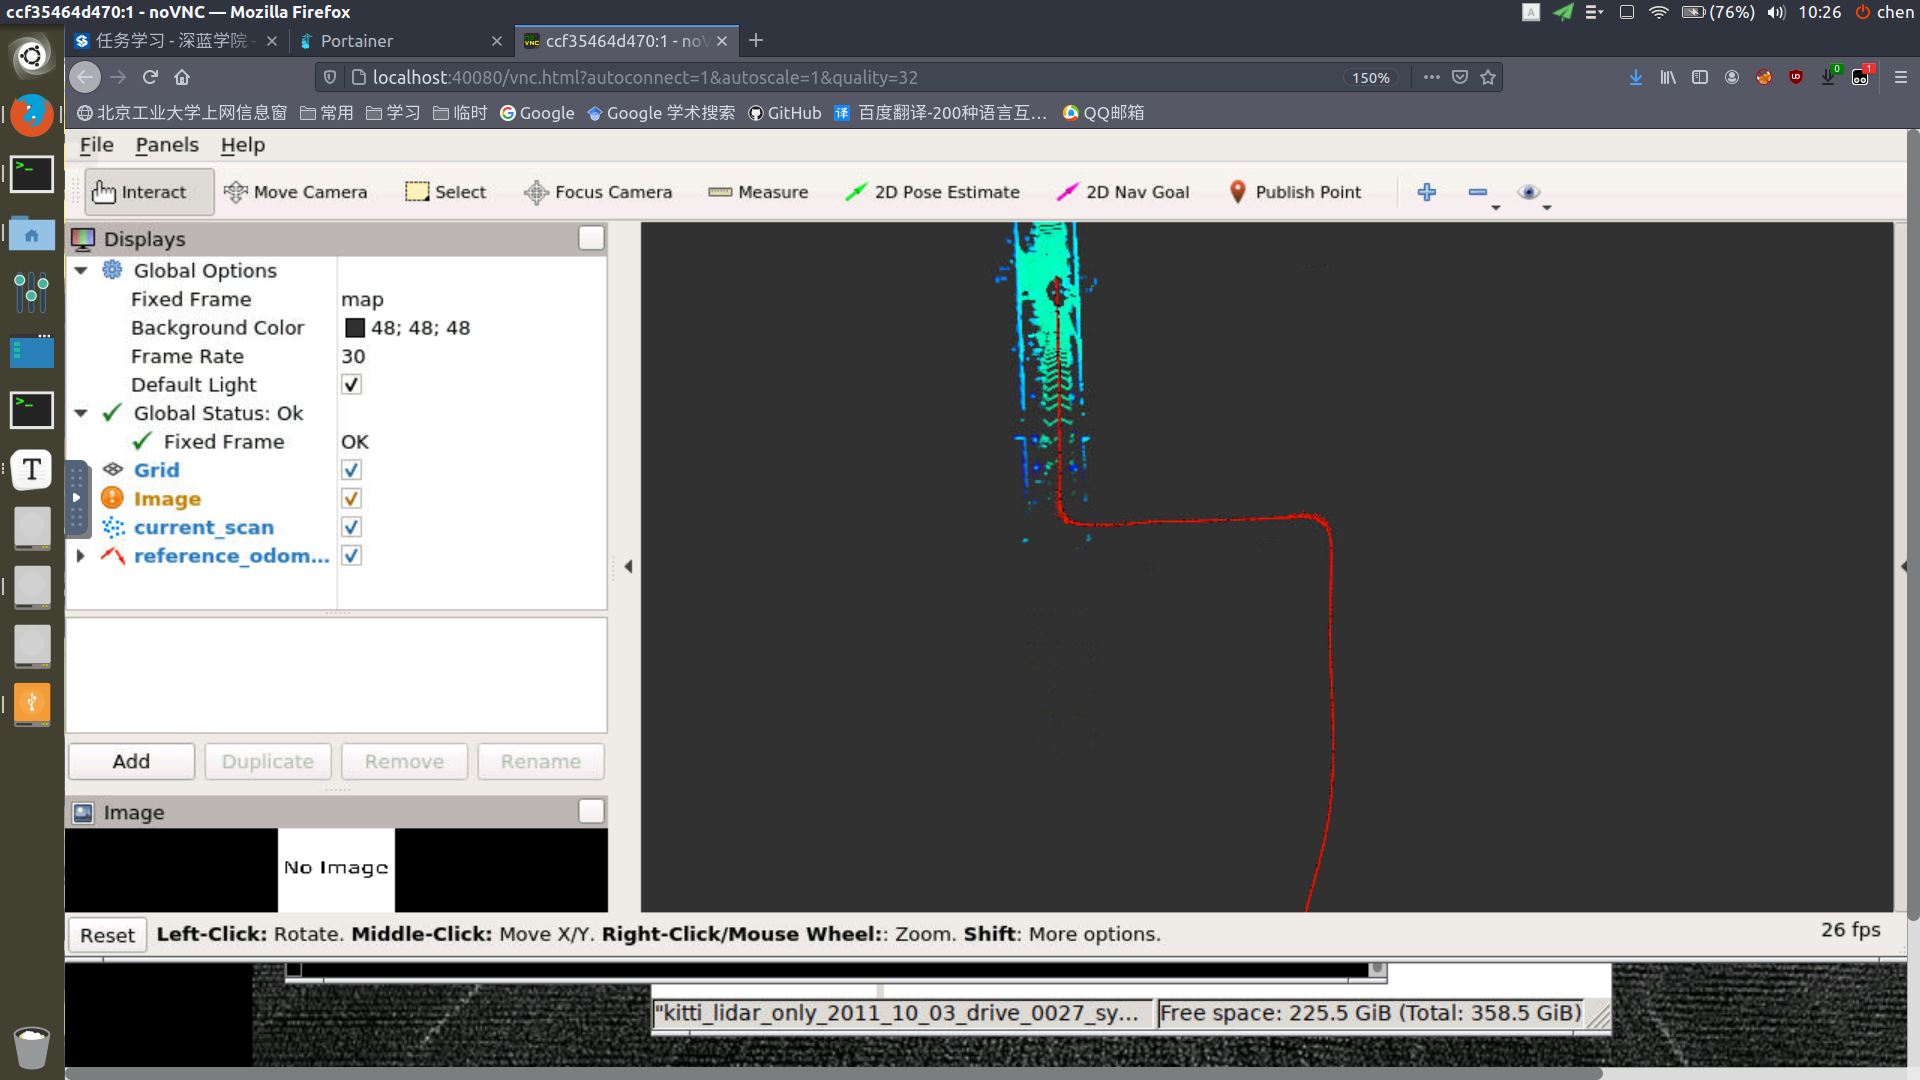 ccf35464d470:1 - noVNC — Mozilla Firefox
A
(76%)
10:26
chen
任务学习 - 深蓝学院 -
Portainer
ccf35464d470:1 - noV
localhost:40080/vnc.html?autoconnect=1&autoscale=1&quality=32
150%
0
1
北京工业大学上网信息窗
常用
学习
临时
Google
Google 学术搜索
GitHub
译 百度翻译-200种语言互...
QQ邮箱
File Panels Help
Interact
Move Camera
Select
Focus Camera
Measure
2D Pose Estimate
2D Nav Goal
Publish Point
Displays
Global Options
Fixed Frame map
Background Color 48; 48; 48
Frame Rate 30
Default Light
Global Status: Ok
Fixed Frame OK
Grid
Image
current_scan
reference_odom...
Add Duplicate Remove Rename
Image
No Image
Reset Left-Click: Rotate. Middle-Click: Move X/Y. Right-Click/Mouse Wheel:: Zoom. Shift: More options.
26 fps
"kitti_lidar_only_2011_10_03_drive_0027_sy... Free space: 225.5 GiB (Total: 358.5 GiB)